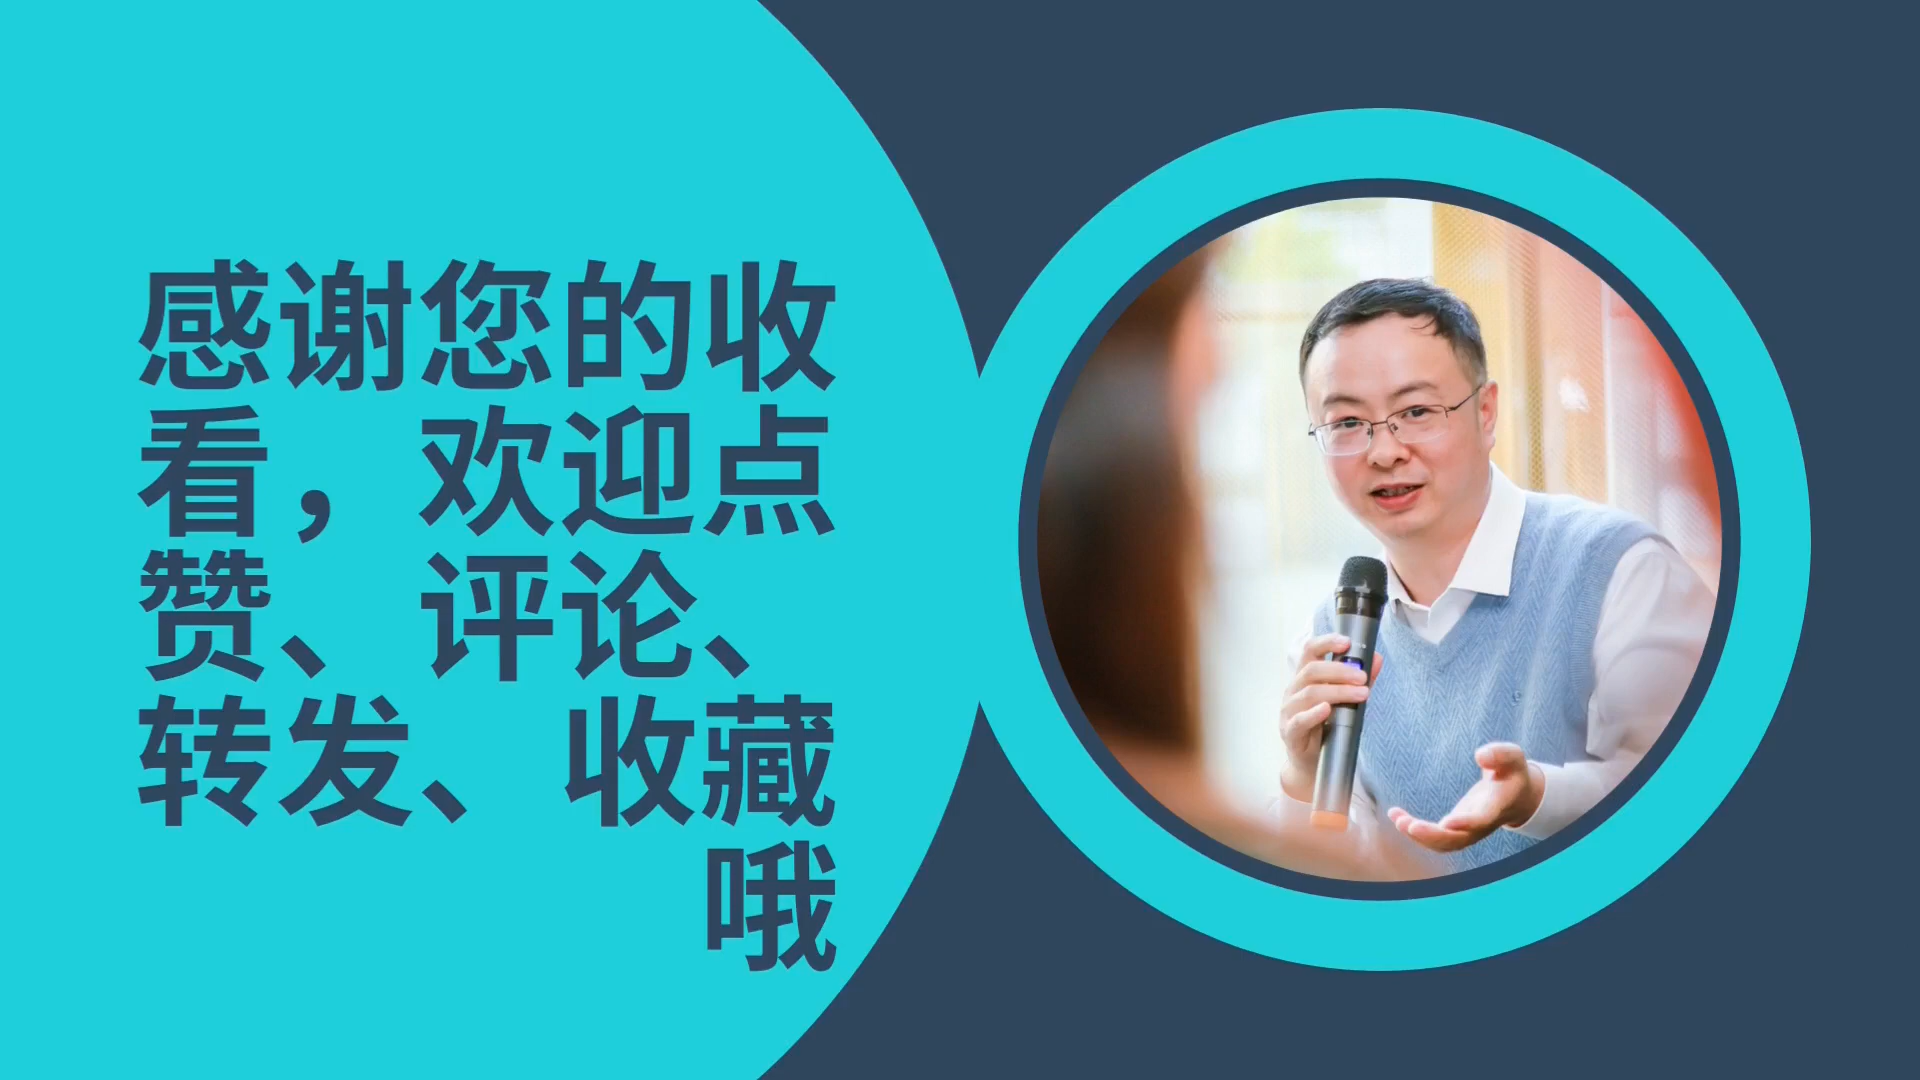 感谢您的收
看，欢迎点
赞、评论、
转发、收藏
哦